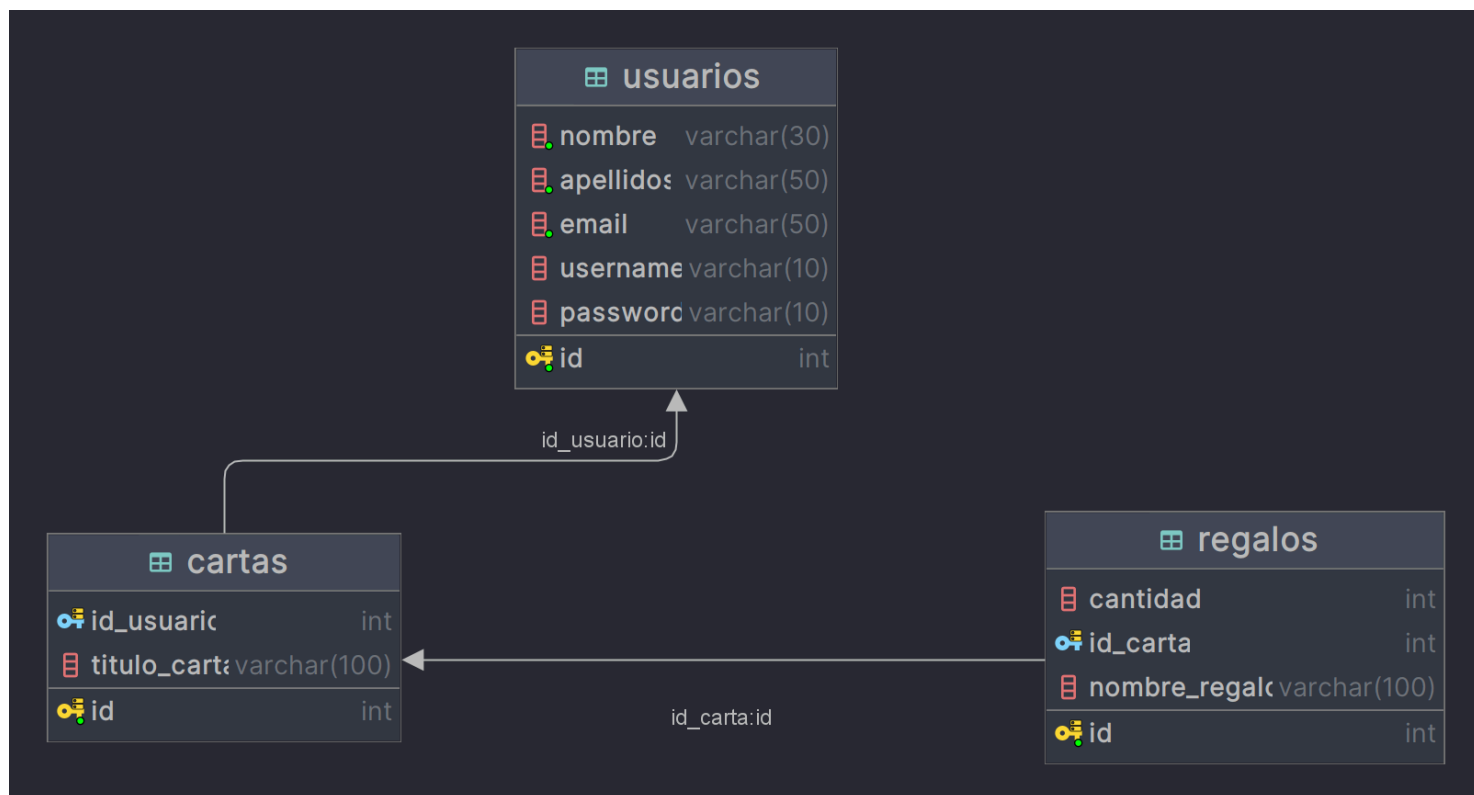 usuarios
nombre varchar(30)
apellidos varchar(50)
email varchar(50)
username varchar(10)
password varchar(10)
id int
id_usuario:id
cartas
id_usuario int
titulo_carta varchar(100)
id int
regalos
cantidad int
id_carta int
nombre_regalo varchar(100)
id int
id_carta:id